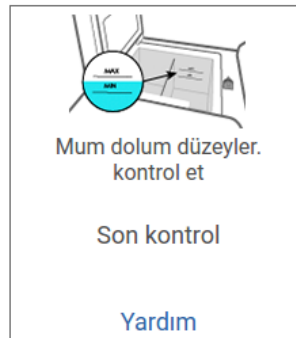 MAX
MIN
Mum dolum düzeyler.
kontrol et
Son kontrol
Yardım